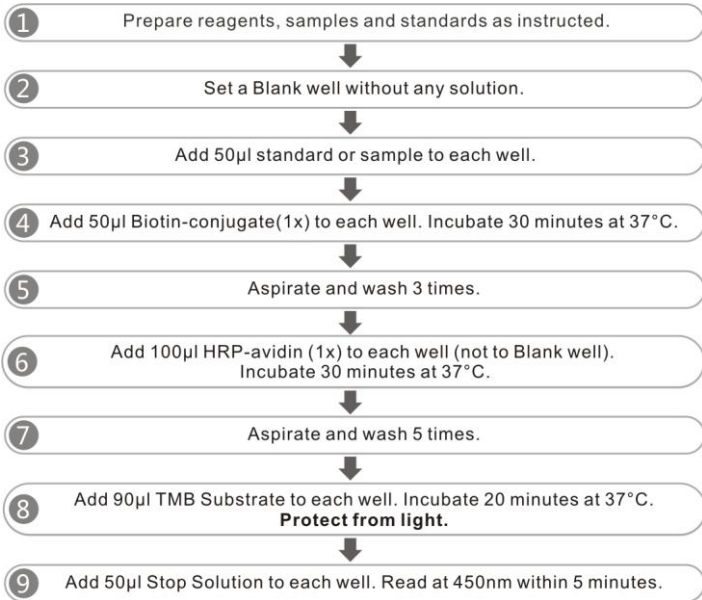 1 Prepare reagents, samples and standards as instructed.
2 Set a Blank well without any solution.
3 Add 50μl standard or sample to each well.
4 Add 50μl Biotin-conjugate(1x) to each well. Incubate 30 minutes at 37°C.
5 Aspirate and wash 3 times.
6 Add 100μl HRP-avidin (1x) to each well (not to Blank well).
Incubate 30 minutes at 37°C.
7 Aspirate and wash 5 times.
8 Add 90μl TMB Substrate to each well. Incubate 20 minutes at 37°C.
Protect from light.
9 Add 50μl Stop Solution to each well. Read at 450nm within 5 minutes.